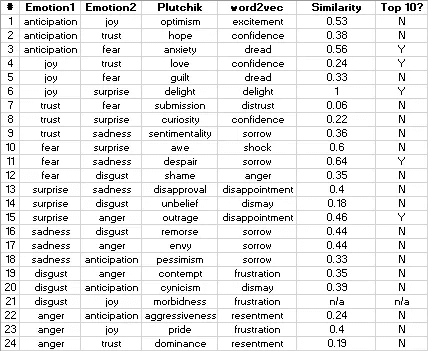 # Emotion1 Emotion2 Plutchik word2vec Similarity Top 10?
1 anticipation joy optimism excitement 0.53 N
2 anticipation trust hope confidence 0.38 N
3 anticipation fear anxiety dread 0.56 Y
4 joy trust love confidence 0.24 Y
5 joy fear guilt dread 0.33 N
6 joy surprise delight delight 1 Y
7 trust fear submission distrust 0.06 N
8 trust surprise curiosity confidence 0.22 N
9 trust sadness sentimentality sorrow 0.36 N
10 fear surprise awe shock 0.6 N
11 fear sadness despair sorrow 0.64 Y
12 fear disgust shame anger 0.35 N
13 surprise sadness disapproval disappointment 0.4 N
14 surprise disgust unbelief dismay 0.18 N
15 surprise anger outrage disappointment 0.46 Y
16 sadness disgust remorse sorrow 0.44 N
17 sadness anger envy sorrow 0.44 N
18 sadness anticipation pessimism sorrow 0.33 N
19 disgust anger contempt frustration 0.35 N
20 disgust anticipation cynicism dismay 0.39 N
21 disgust joy morbidness frustration n/a n/a
22 anger anticipation aggressiveness resentment 0.24 N
23 anger joy pride frustration 0.4 N
24 anger trust dominance resentment 0.19 N